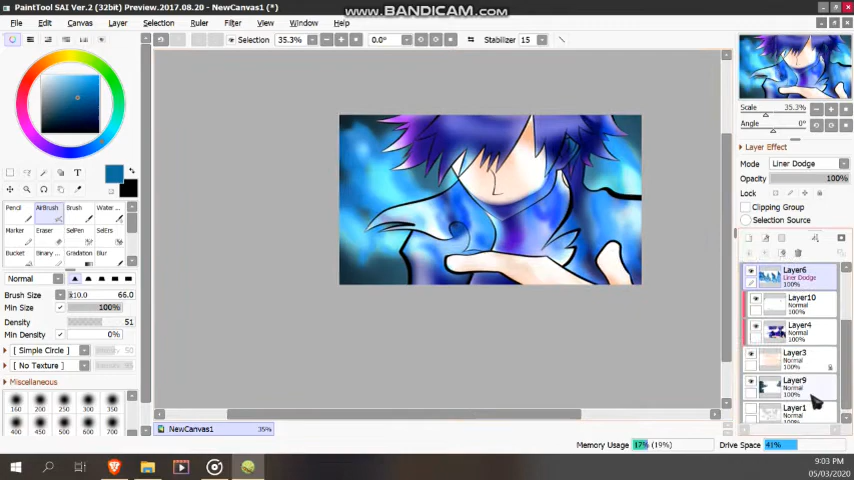 PaintTool SAI Ver.2 (32bit) Preview.2017.08.20 - NewCanvas1 (*)
www.BANDICAM.com
File Edit Canvas Layer Selection Ruler Filter View Window Help
Selection 35.3% 0.0° Stabilizer 15
Scale 35.3%
Angle 0°
Layer Effect
Mode Liner Dodge
Opacity 100%
Lock
Clipping Group
Selection Source
T
Pencil AirBrush Brush Water ...
Marker Eraser SelPen SelErs
Bucket Binary Gradation Blur
Normal
Brush Size x10.0 66.0
Min Size 100%
Density 51
Min Density 0%
[ Simple Circle ]
[ No Texture ]
Miscellaneous
160 200 250 300 350
400 450 500 600 700
Layer6
Liner Dodge
100%
Layer10
Normal
100%
Layer4
Normal
100%
Layer3
Normal
100%
Layer9
Normal
100%
Layer1
Normal
NewCanvas1 35%
Memory Usage 17% (19%) Drive Space 41%
9:03 PM
05/03/2020